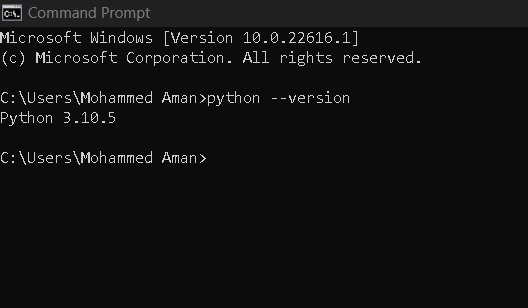 Command Prompt
Microsoft Windows [Version 10.0.22616.1]
(c) Microsoft Corporation. All rights reserved.
C:\Users\Mohammed Aman>python --version
Python 3.10.5
C:\Users\Mohammed Aman>